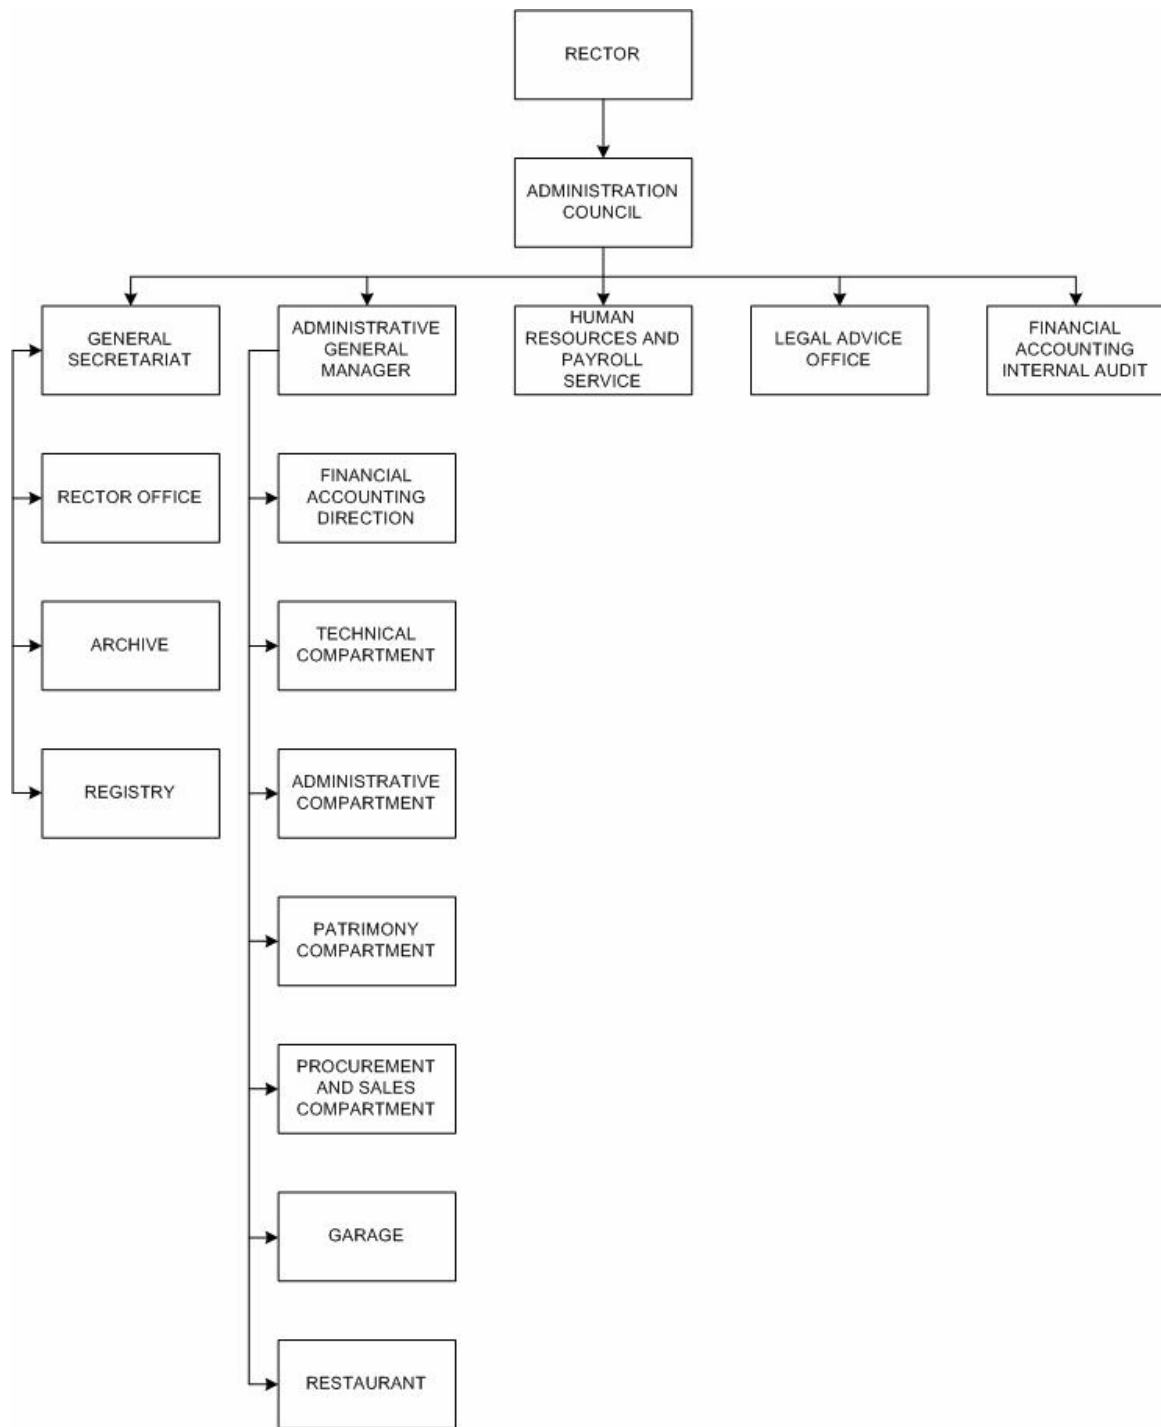 RECTOR
ADMINISTRATION
COUNCIL
GENERAL
SECRETARIAT
ADMINISTRATIVE
GENERAL
MANAGER
HUMAN
RESOURCES AND
PAYROLL
SERVICE
LEGAL ADVICE
OFFICE
FINANCIAL
ACCOUNTING
INTERNAL AUDIT
RECTOR OFFICE
FINANCIAL
ACCOUNTING
DIRECTION
ARCHIVE
TECHNICAL
COMPARTMENT
REGISTRY
ADMINISTRATIVE
COMPARTMENT
PATRIMONY
COMPARTMENT
PROCUREMENT
AND SALES
COMPARTMENT
GARAGE
RESTAURANT